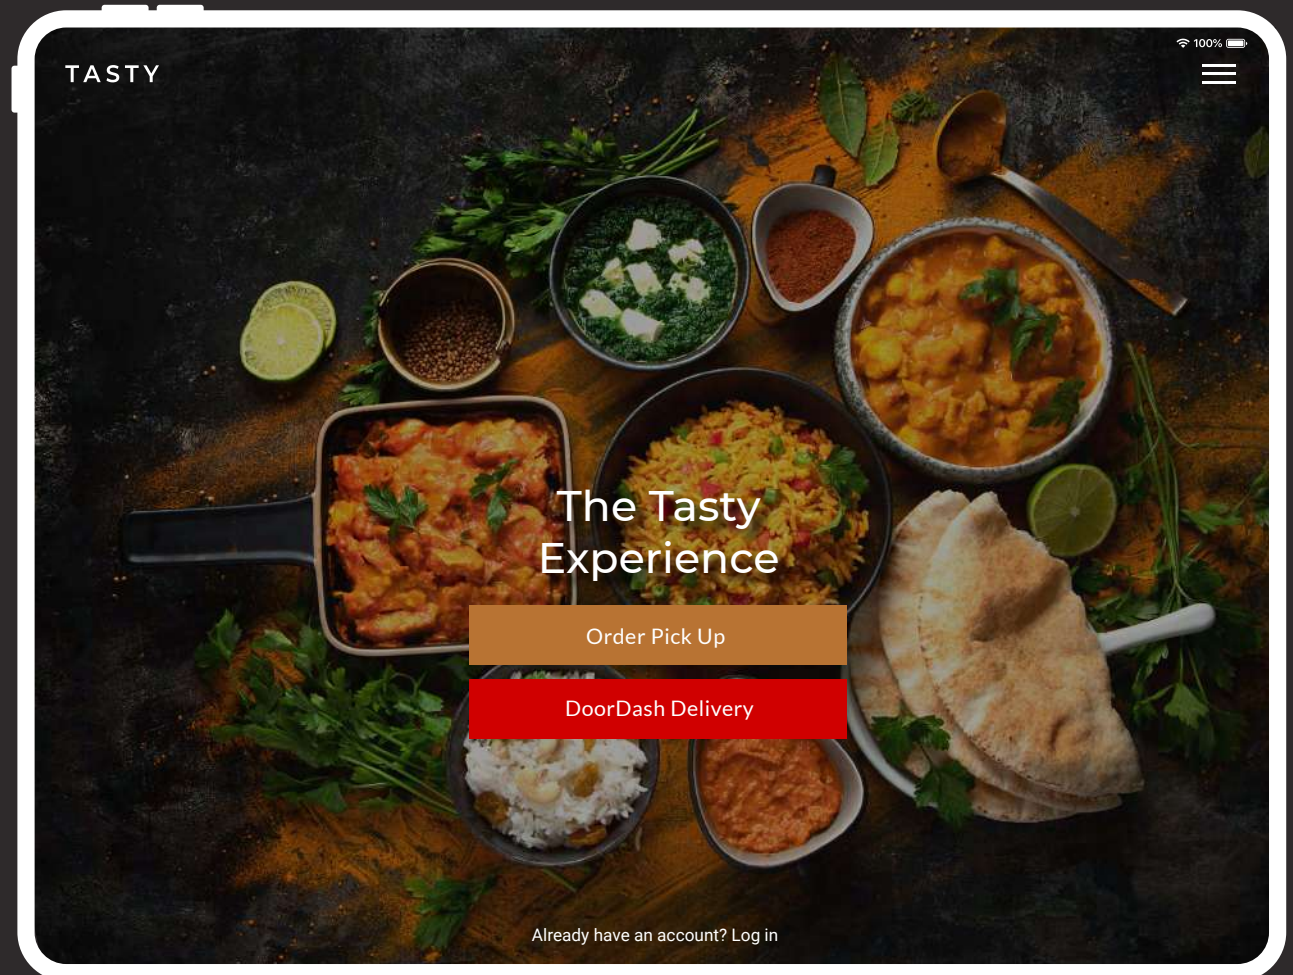 100%
TASTY
The Tasty
Experience
Order Pick Up
DoorDash Delivery
Already have an account? Log in